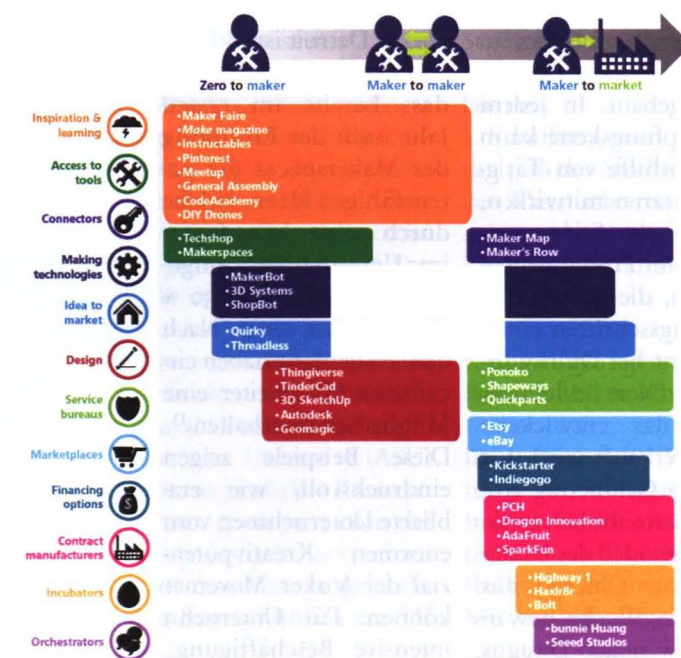 Zero to maker
Maker to maker
Maker to market
Inspiration &
learning
• Maker Faire
• Make magazine
• Instructables
• Pinterest
• Meetup
• General Assembly
• CodeAcademy
• DIY Drones
Access to
tools
• Techshop
• Makerspaces
Connectors
• Maker Map
• Maker's Row
Making
technologies
• MakerBot
• 3D Systems
• ShopBot
Idea to
market
• Quirky
• Threadless
Design
• Thingiverse
• TinderCad
• 3D SketchUp
• Autodesk
• Geomagic
Service
bureaus
• Ponoko
• Shapeways
• Quickparts
Marketplaces
• Etsy
• eBay
Financing
options
• Kickstarter
• Indiegogo
Contract
manufacturers
• PCH
• Dragon Innovation
• AdaFruit
• SparkFun
Incubators
• Highway 1
• Haxlr8r
• Bolt
Orchestrators
• bunnie Huang
• Seeed Studios